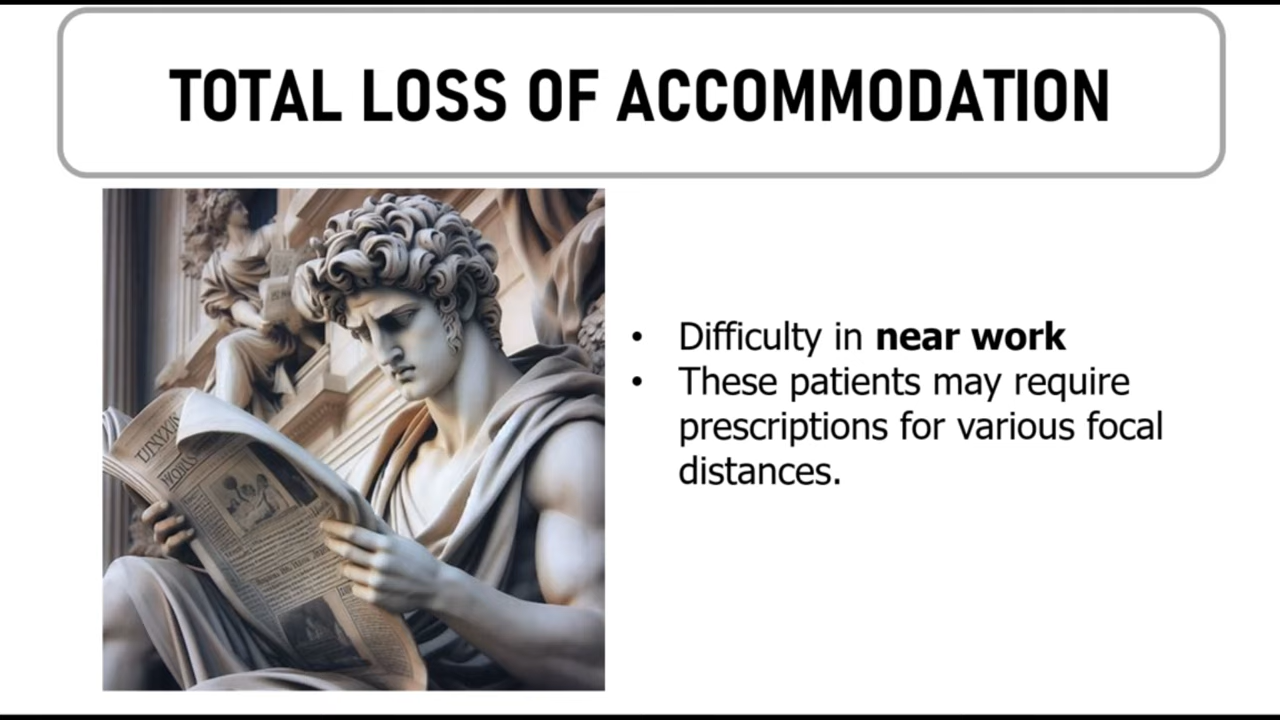 TOTAL LOSS OF ACCOMMODATION
• Difficulty in near work
• These patients may require
prescriptions for various focal
distances.